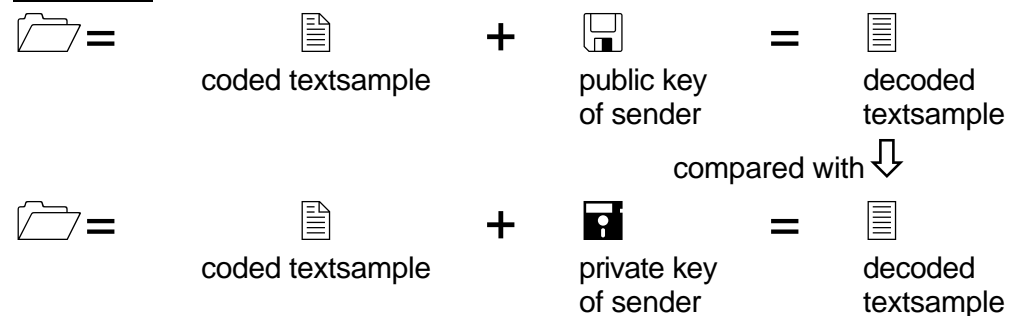 = + =
coded textsample public key decoded
of sender textsample
compared with
= + =
coded textsample private key decoded
of sender textsample